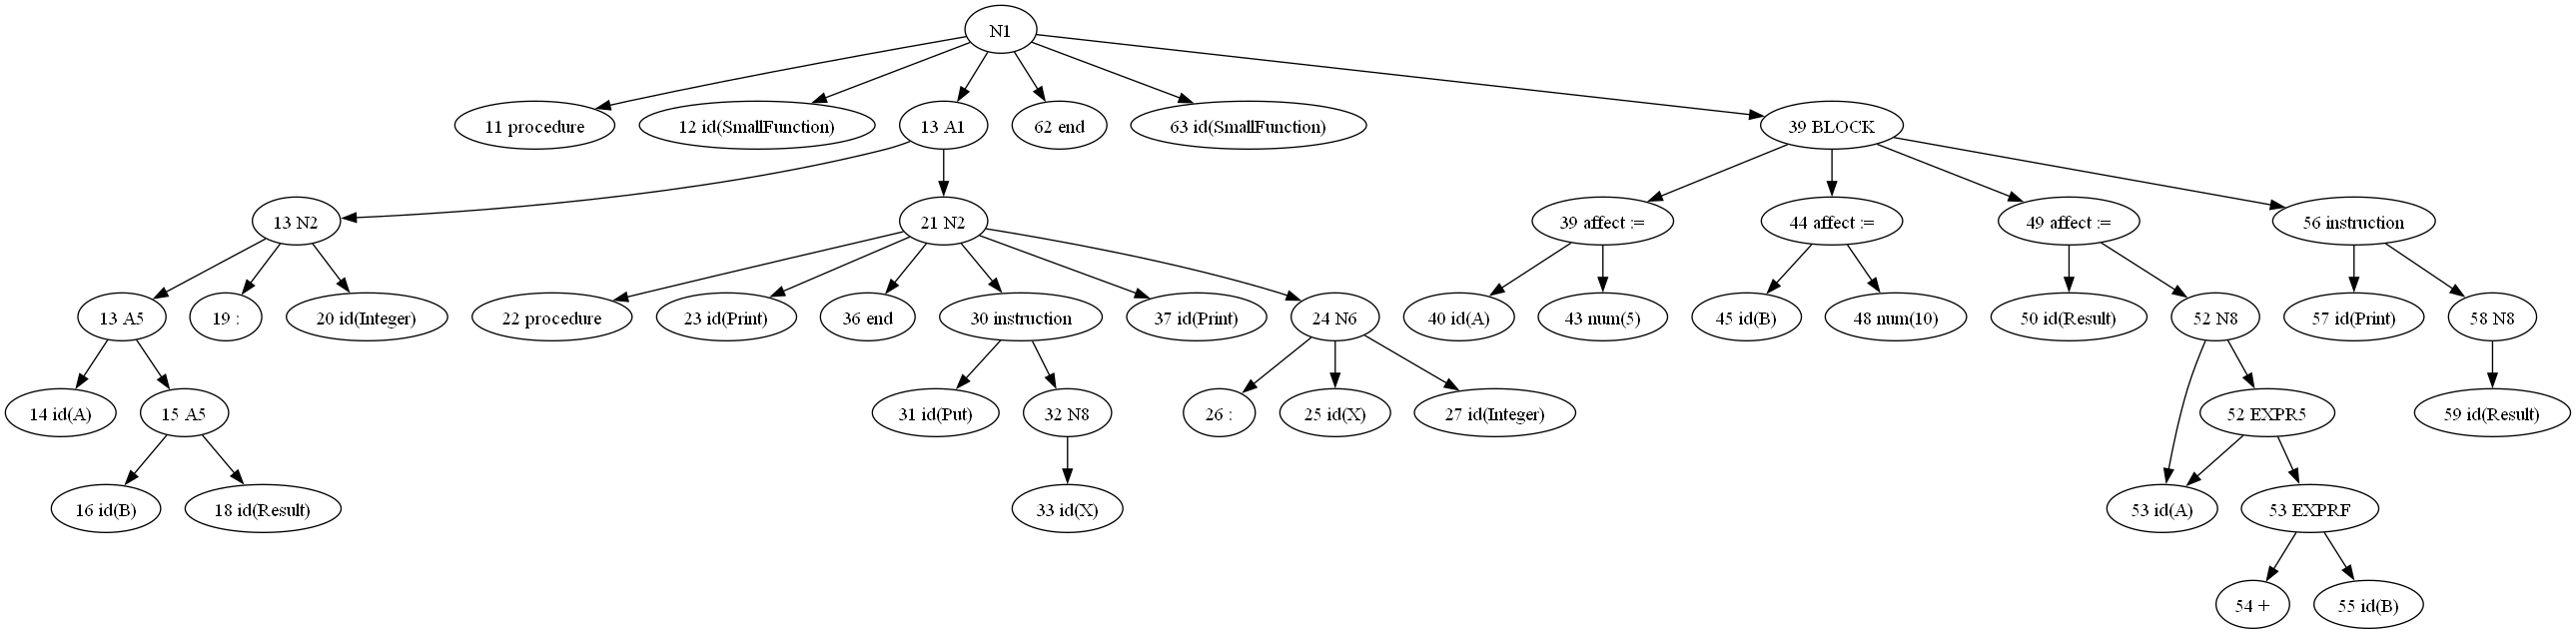 N1
11 procedure
12 id(SmallFunction)
13 A1
62 end
63 id(SmallFunction)
39 BLOCK
13 N2
21 N2
39 affect :=
44 affect :=
49 affect :=
56 instruction
13 A5
19 :
20 id(Integer)
22 procedure
23 id(Print)
36 end
30 instruction
37 id(Print)
24 N6
40 id(A)
43 num(5)
45 id(B)
48 num(10)
50 id(Result)
52 N8
57 id(Print)
58 N8
14 id(A)
15 A5
31 id(Put)
32 N8
26 :
25 id(X)
27 id(Integer)
52 EXPR5
59 id(Result)
16 id(B)
18 id(Result)
33 id(X)
53 id(A)
53 EXPRF
54 +
55 id(B)